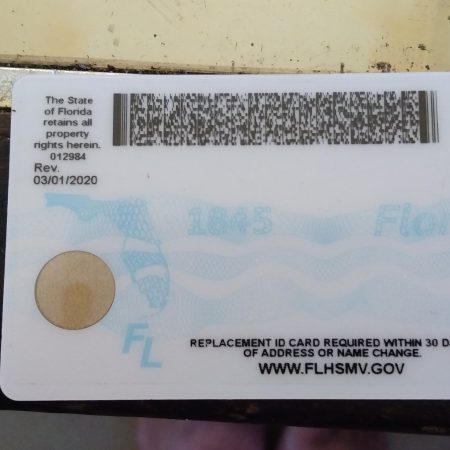 The State
of Florida
retains all
property
rights herein.
012984
Rev.
03/01/2020
1845
FL
REPLACEMENT ID CARD REQUIRED WITHIN 30
OF ADDRESS OR NAME CHANGE.
WWW.FLHSMV.GOV